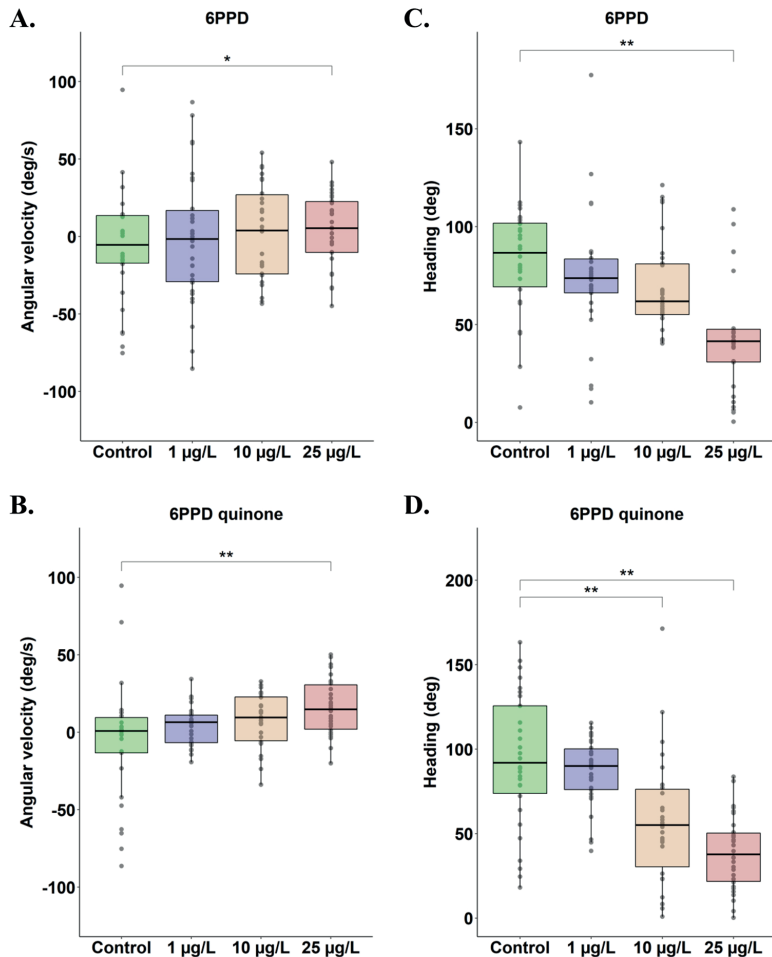 A.
6PPD
*
100
50
0
-50
-100
Angular velocity (deg/s)
Control 1 µg/L 10 µg/L 25 µg/L
C.
6PPD
**
150
100
50
0
Heading (deg)
Control 1 µg/L 10 µg/L 25 µg/L
B.
6PPD quinone
**
100
50
0
-50
-100
Angular velocity (deg/s)
Control 1 µg/L 10 µg/L 25 µg/L
D.
6PPD quinone
**
**
200
150
100
50
0
Heading (deg)
Control 1 µg/L 10 µg/L 25 µg/L